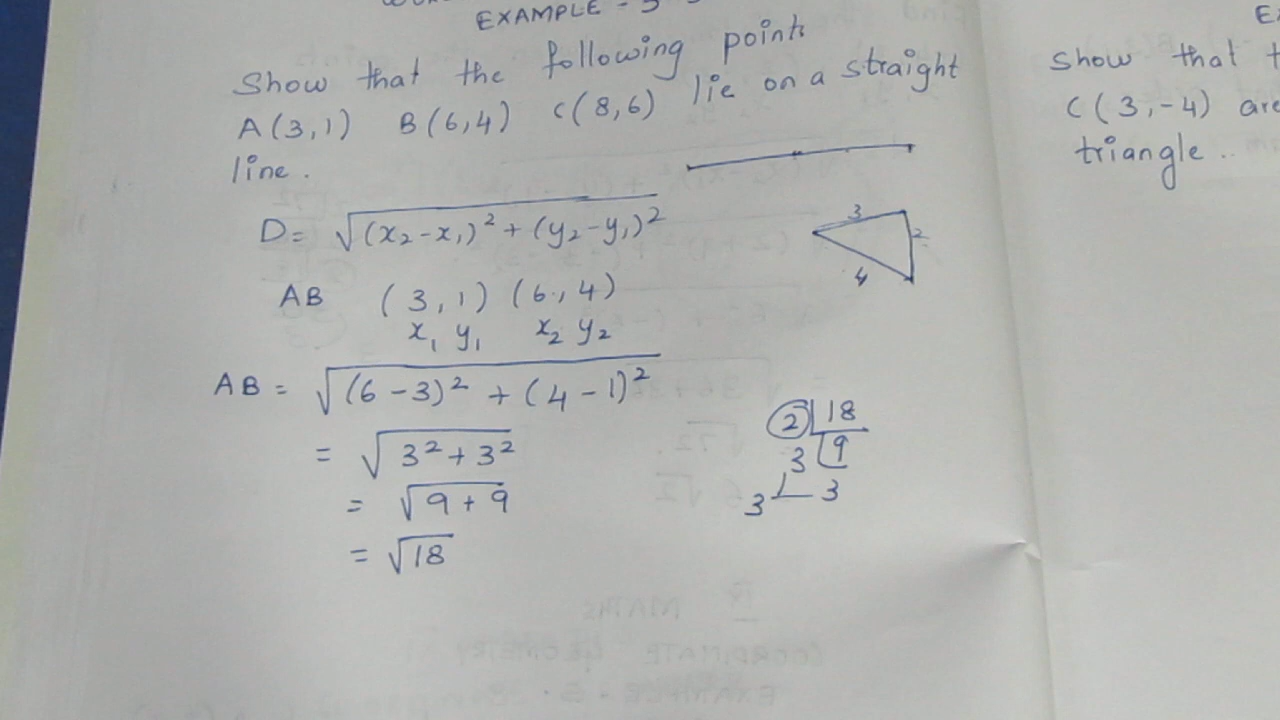 EXAMPLE - 5
Show that the following points
A(3,1) B(6,4) C(8,6) lie on a straight
line.
D= √(x₂-x₁)² + (y₂-y₁)²
3
2
4
AB (3, 1) (6, 4)
x₁ y₁ x₂ y₂
AB = √(6-3)² + (4-1)²
= √3²+3²
= √9+9
= √18
2 18
3 9
3 3
Show that
C(3,-4) are
triangle..